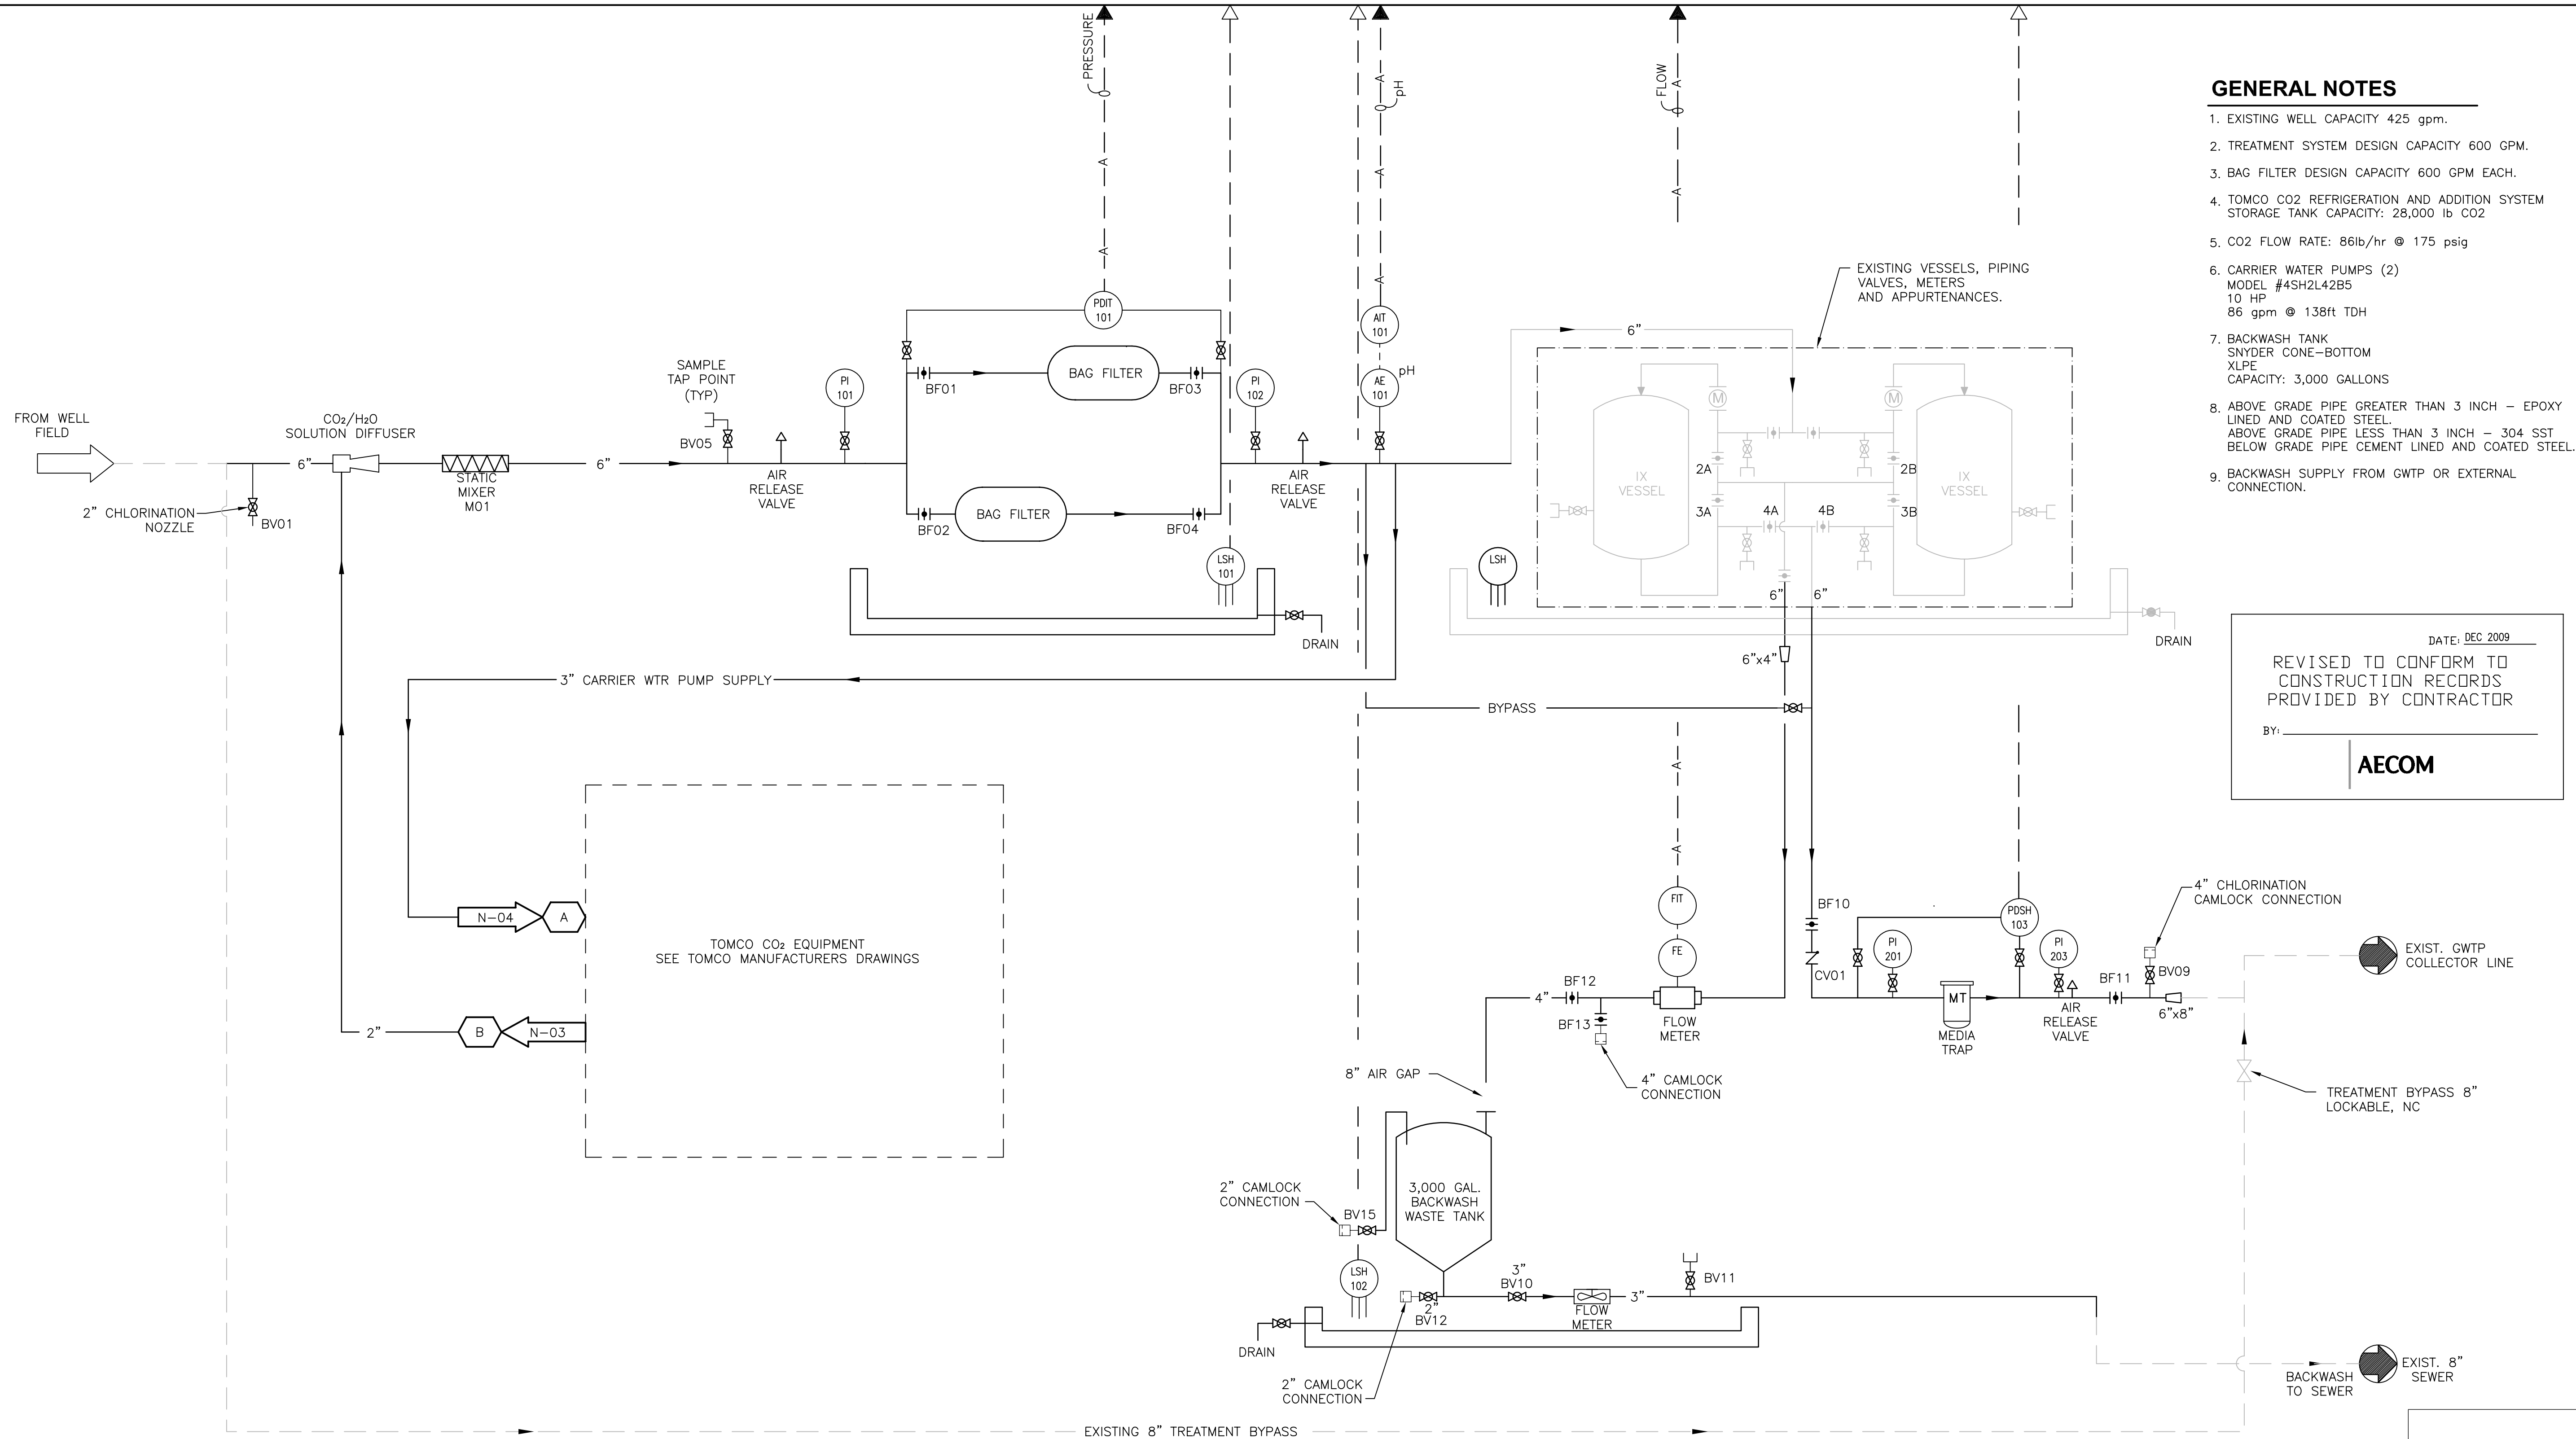 PRESSURE
A
A
A
pH
A
A
FLOW
A
A
GENERAL NOTES
1. EXISTING WELL CAPACITY 425 gpm.
2. TREATMENT SYSTEM DESIGN CAPACITY 600 GPM.
3. BAG FILTER DESIGN CAPACITY 600 GPM EACH.
4. TOMCO CO2 REFRIGERATION AND ADDITION SYSTEM
STORAGE TANK CAPACITY: 28,000 lb CO2
5. CO2 FLOW RATE: 86lb/hr @ 175 psig
6. CARRIER WATER PUMPS (2)
MODEL #4SH2L42B5
10 HP
86 gpm @ 138ft TDH
7. BACKWASH TANK
SNYDER CONE-BOTTOM
XLPE
CAPACITY: 3,000 GALLONS
8. ABOVE GRADE PIPE GREATER THAN 3 INCH - EPOXY
LINED AND COATED STEEL.
ABOVE GRADE PIPE LESS THAN 3 INCH - 304 SST
BELOW GRADE PIPE CEMENT LINED AND COATED STEEL.
9. BACKWASH SUPPLY FROM GWTP OR EXTERNAL
CONNECTION.
DATE: DEC 2009
REVISED TO CONFORM TO
CONSTRUCTION RECORDS
PROVIDED BY CONTRACTOR
BY:
AECOM
EXISTING VESSELS, PIPING
VALVES, METERS
AND APPURTENANCES.
FROM WELL
FIELD
2" CHLORINATION
NOZZLE
BV01
6"
CO2/H2O
SOLUTION DIFFUSER
STATIC
MIXER
M01
6"
SAMPLE
TAP POINT
(TYP)
BV05
AIR
RELEASE
VALVE
PI
101
PDIT
101
BF01
BAG FILTER
BF03
BF02
BAG FILTER
BF04
PI
102
AIR
RELEASE
VALVE
LSH
101
DRAIN
A
AIT
101
AE
101
pH
6"
M
M
IX
VESSEL
IX
VESSEL
2A
2B
3A
4A
4B
3B
LSH
6"
6"
DRAIN
6"x4"
3" CARRIER WTR PUMP SUPPLY
BYPASS
N-04
A
TOMCO CO2 EQUIPMENT
SEE TOMCO MANUFACTURERS DRAWINGS
2"
B
N-03
A
A
FIT
FE
4"
BF12
BF13
FLOW
METER
4" CAMLOCK
CONNECTION
BF10
CV01
PI
201
MT
MEDIA
TRAP
PDSH
103
PI
203
AIR
RELEASE
VALVE
BF11
BV09
6"x8"
4" CHLORINATION
CAMLOCK CONNECTION
EXIST. GWTP
COLLECTOR LINE
TREATMENT BYPASS 8"
LOCKABLE, NC
8" AIR GAP
3,000 GAL.
BACKWASH
WASTE TANK
2" CAMLOCK
CONNECTION
BV15
LSH
102
2"
BV12
3"
BV10
FLOW
METER
3"
BV11
DRAIN
2" CAMLOCK
CONNECTION
BACKWASH
TO SEWER
EXIST. 8"
SEWER
EXISTING 8" TREATMENT BYPASS